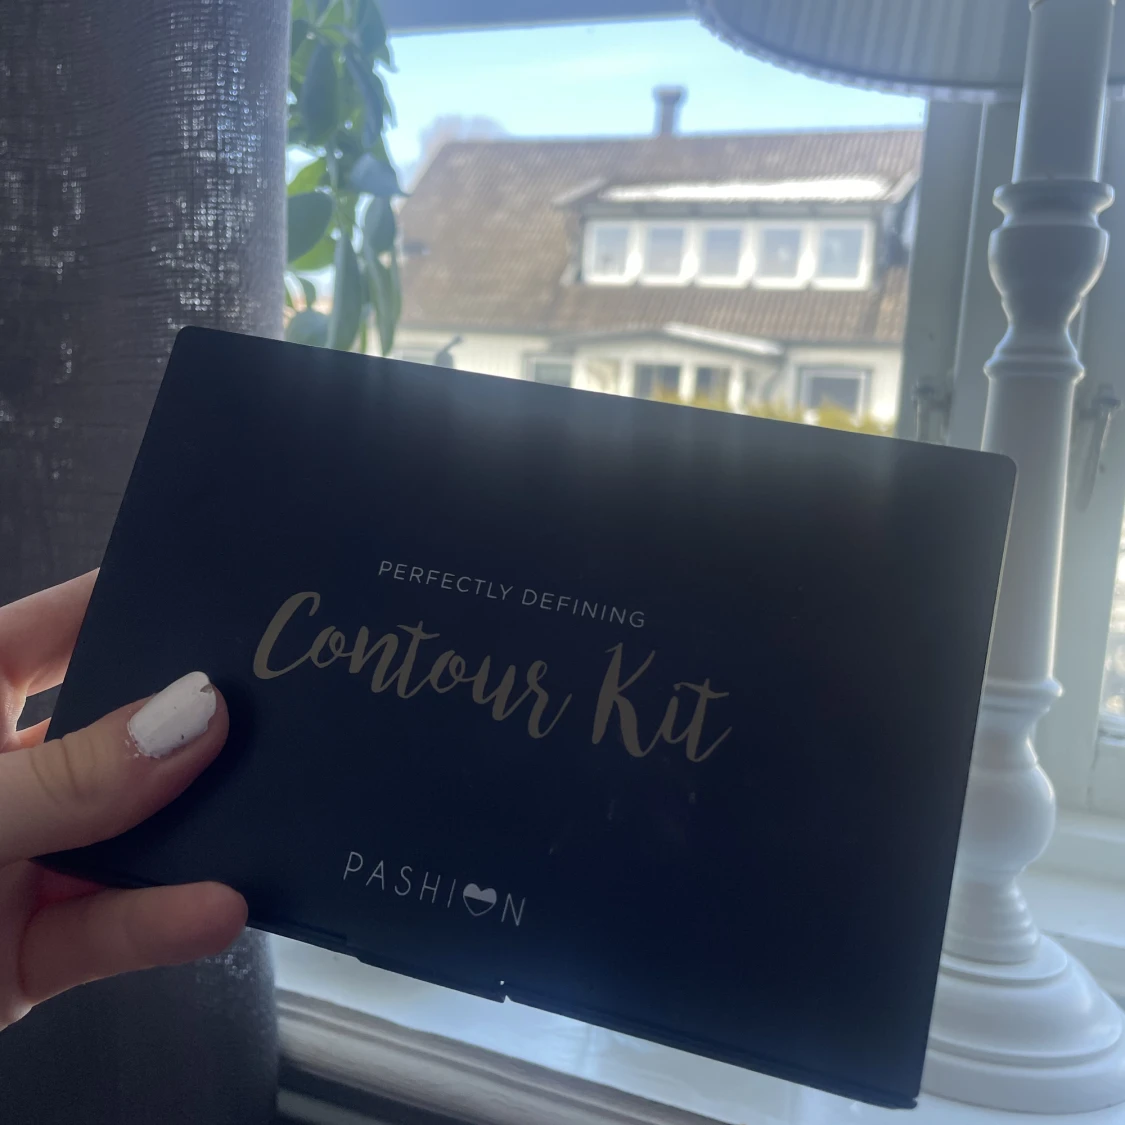 PERFECTLY DEFINING
Contour Kit
PASHION